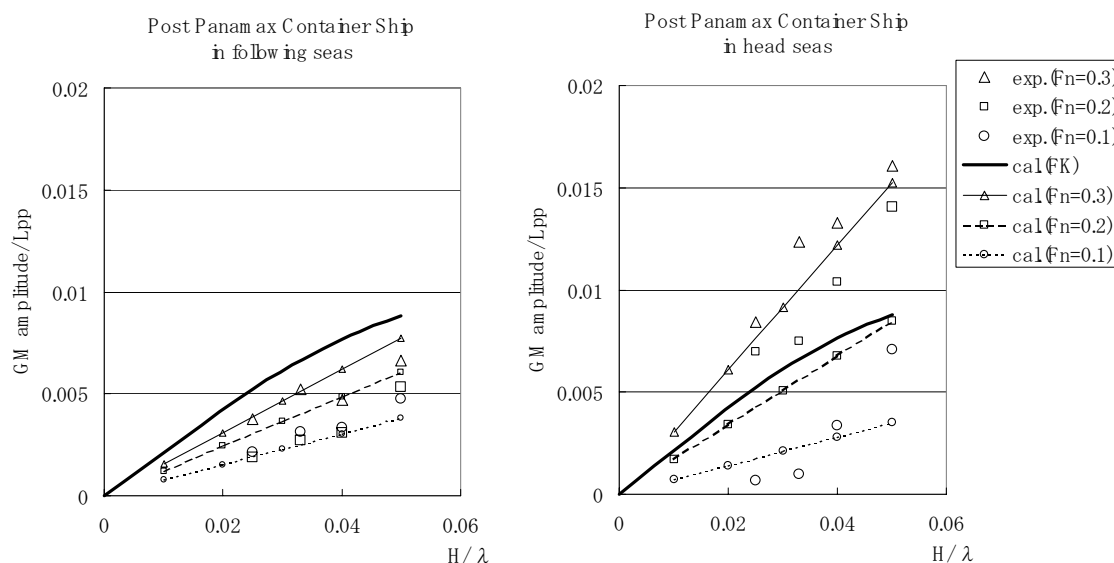 Post Panamax Container Ship
in following seas
0.02
0.015
0.01
0.005
0
GM amplitude/Lpp
0
0.02
0.04
0.06
H/λ
Post Panamax Container Ship
in head seas
0.02
0.015
0.01
0.005
0
GM amplitude/Lpp
0
0.02
0.04
0.06
H/λ
exp.(Fn=0.3)
exp.(Fn=0.2)
exp.(Fn=0.1)
cal.(FK)
cal.(Fn=0.3)
cal.(Fn=0.2)
cal.(Fn=0.1)